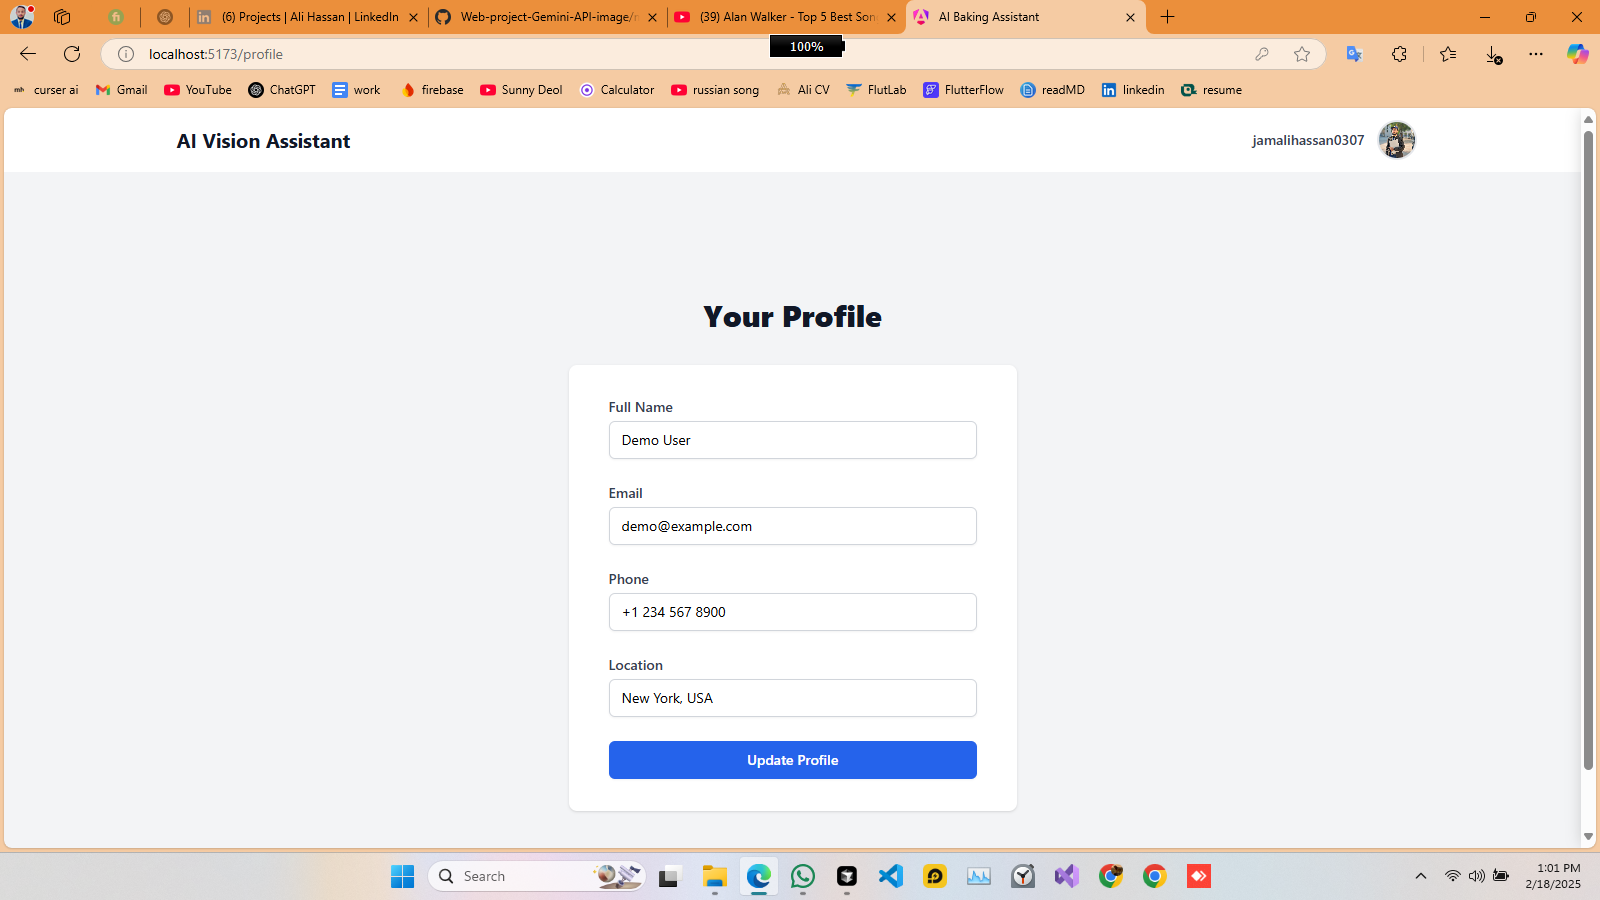 (6) Projects | Ali Hassan | LinkedIn
Web-project-Gemini-API-image/
(39) Alan Walker - Top 5 Best Son
AI Baking Assistant
100%
localhost:5173/profile
curser ai
Gmail
YouTube
ChatGPT
work
firebase
Sunny Deol
Calculator
russian song
Ali CV
FlutLab
FlutterFlow
readMD
linkedin
resume
AI Vision Assistant
jamalihassan0307
Your Profile
Full Name
Demo User
Email
demo@example.com
Phone
+1 234 567 8900
Location
New York, USA
Update Profile
Search
1:01 PM
2/18/2025